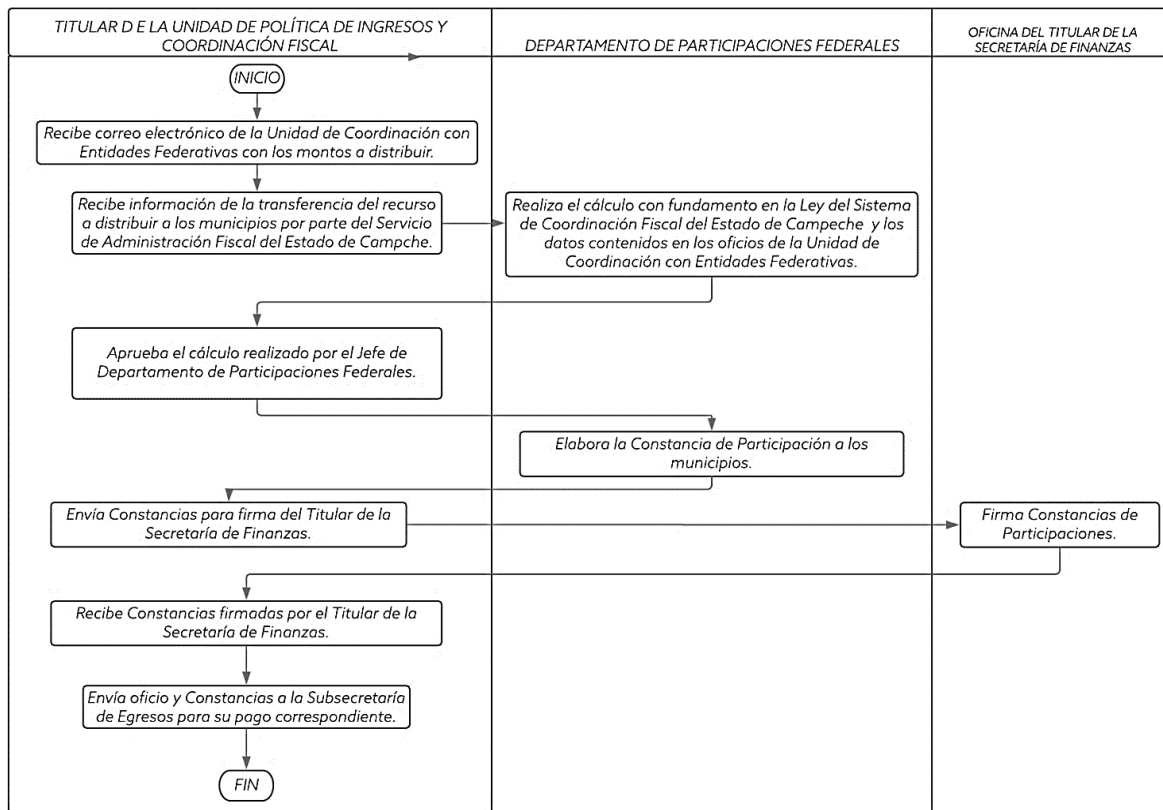 TITULAR D E LA UNIDAD DE POLÍTICA DE INGRESOS Y
COORDINACIÓN FISCAL
DEPARTAMENTO DE PARTICIPACIONES FEDERALES
OFICINA DEL TITULAR DE LA
SECRETARÍA DE FINANZAS
INICIO
Recibe correo electrónico de la Unidad de Coordinación con
Entidades Federativas con los montos a distribuir.
Recibe información de la transferencia del recurso
a distribuir a los municipios por parte del Servicio
de Administración Fiscal del Estado de Campche.
Realiza el cálculo con fundamento en la Ley del Sistema
de Coordinación Fiscal del Estado de Campeche y los
datos contenidos en los oficios de la Unidad de
Coordinación con Entidades Federativas.
Aprueba el cálculo realizado por el Jefe de
Departamento de Participaciones Federales.
Elabora la Constancia de Participación a los
municipios.
Envía Constancias para firma del Titular de la
Secretaría de Finanzas.
Firma Constancias de
Participaciones.
Recibe Constancias firmadas por el Titular de la
Secretaría de Finanzas.
Envía oficio y Constancias a la Subsecretaría
de Egresos para su pago correspondiente.
FIN